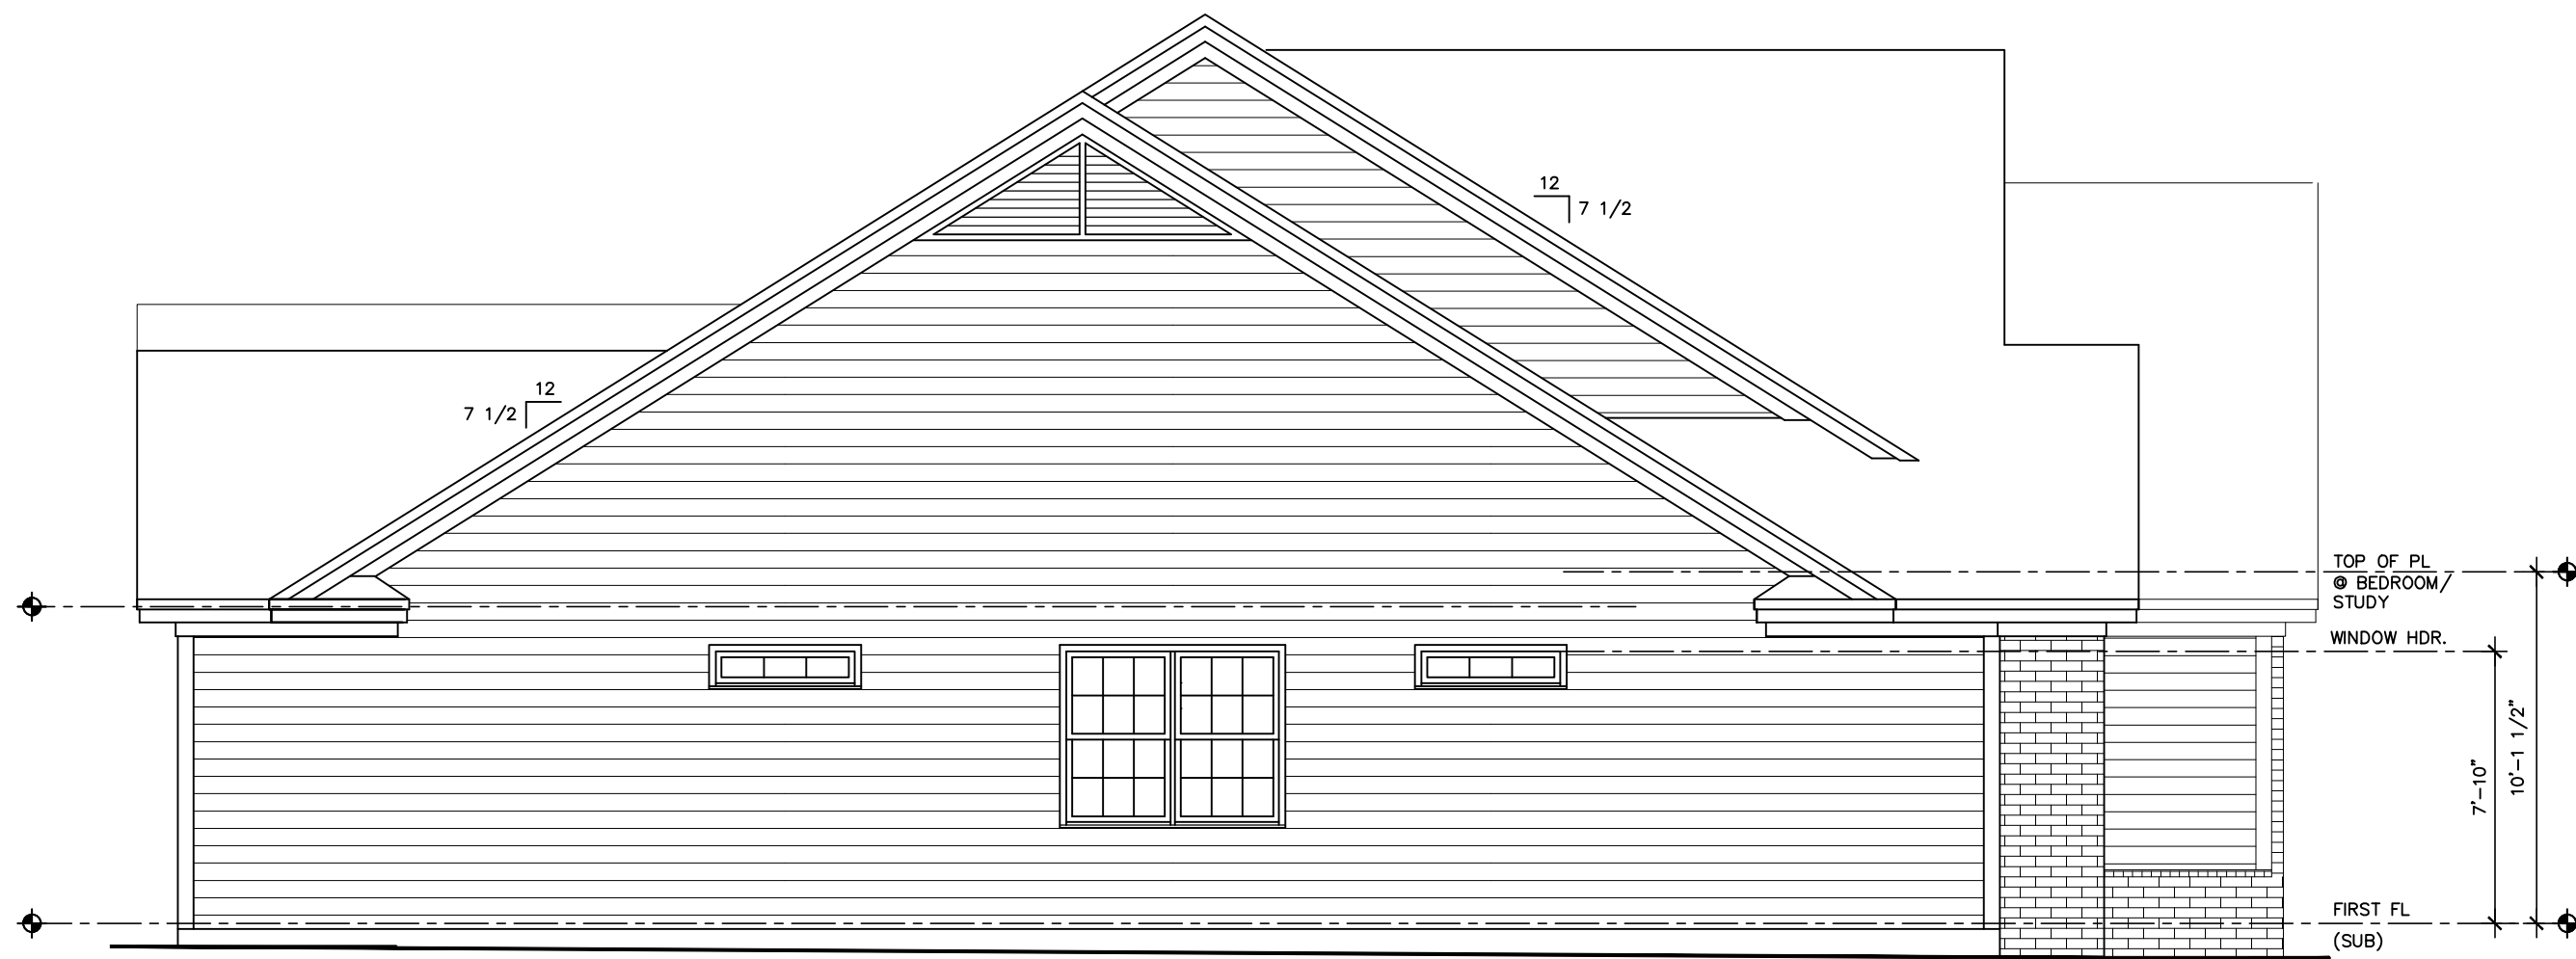 12
7 1/2
12
7 1/2
TOP OF PL
@ BEDROOM/
STUDY
WINDOW HDR.
7'-10"
10'-1 1/2"
FIRST FL
(SUB)